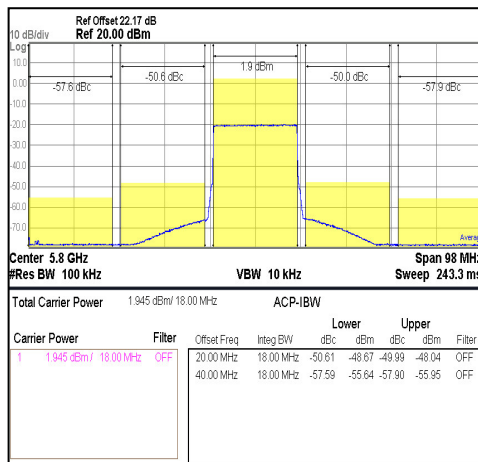 Ref Offset 22.17 dB
10 dB/div Ref 20.00 dBm
Log
10.0
0.00
-10.0
-20.0
-30.0
-40.0
-50.0
-60.0
-70.0
-57.6 dBc
-50.6 dBc
1.9 dBm
-50.0 dBc
-57.9 dBc
Average
Center 5.8 GHz Span 98 MHz
#Res BW 100 kHz VBW 10 kHz Sweep 243.3 ms
Total Carrier Power 1.945 dBm/ 18.00 MHz ACP-IBW
Lower Upper
Carrier Power Filter Offset Freq Integ BW dBc dBm dBc dBm Filter
1 1.945 dBm / 18.00 MHz OFF 20.00 MHz 18.00 MHz -50.61 -48.67 -49.99 -48.04 OFF
40.00 MHz 18.00 MHz -57.59 -55.64 -57.90 -55.95 OFF